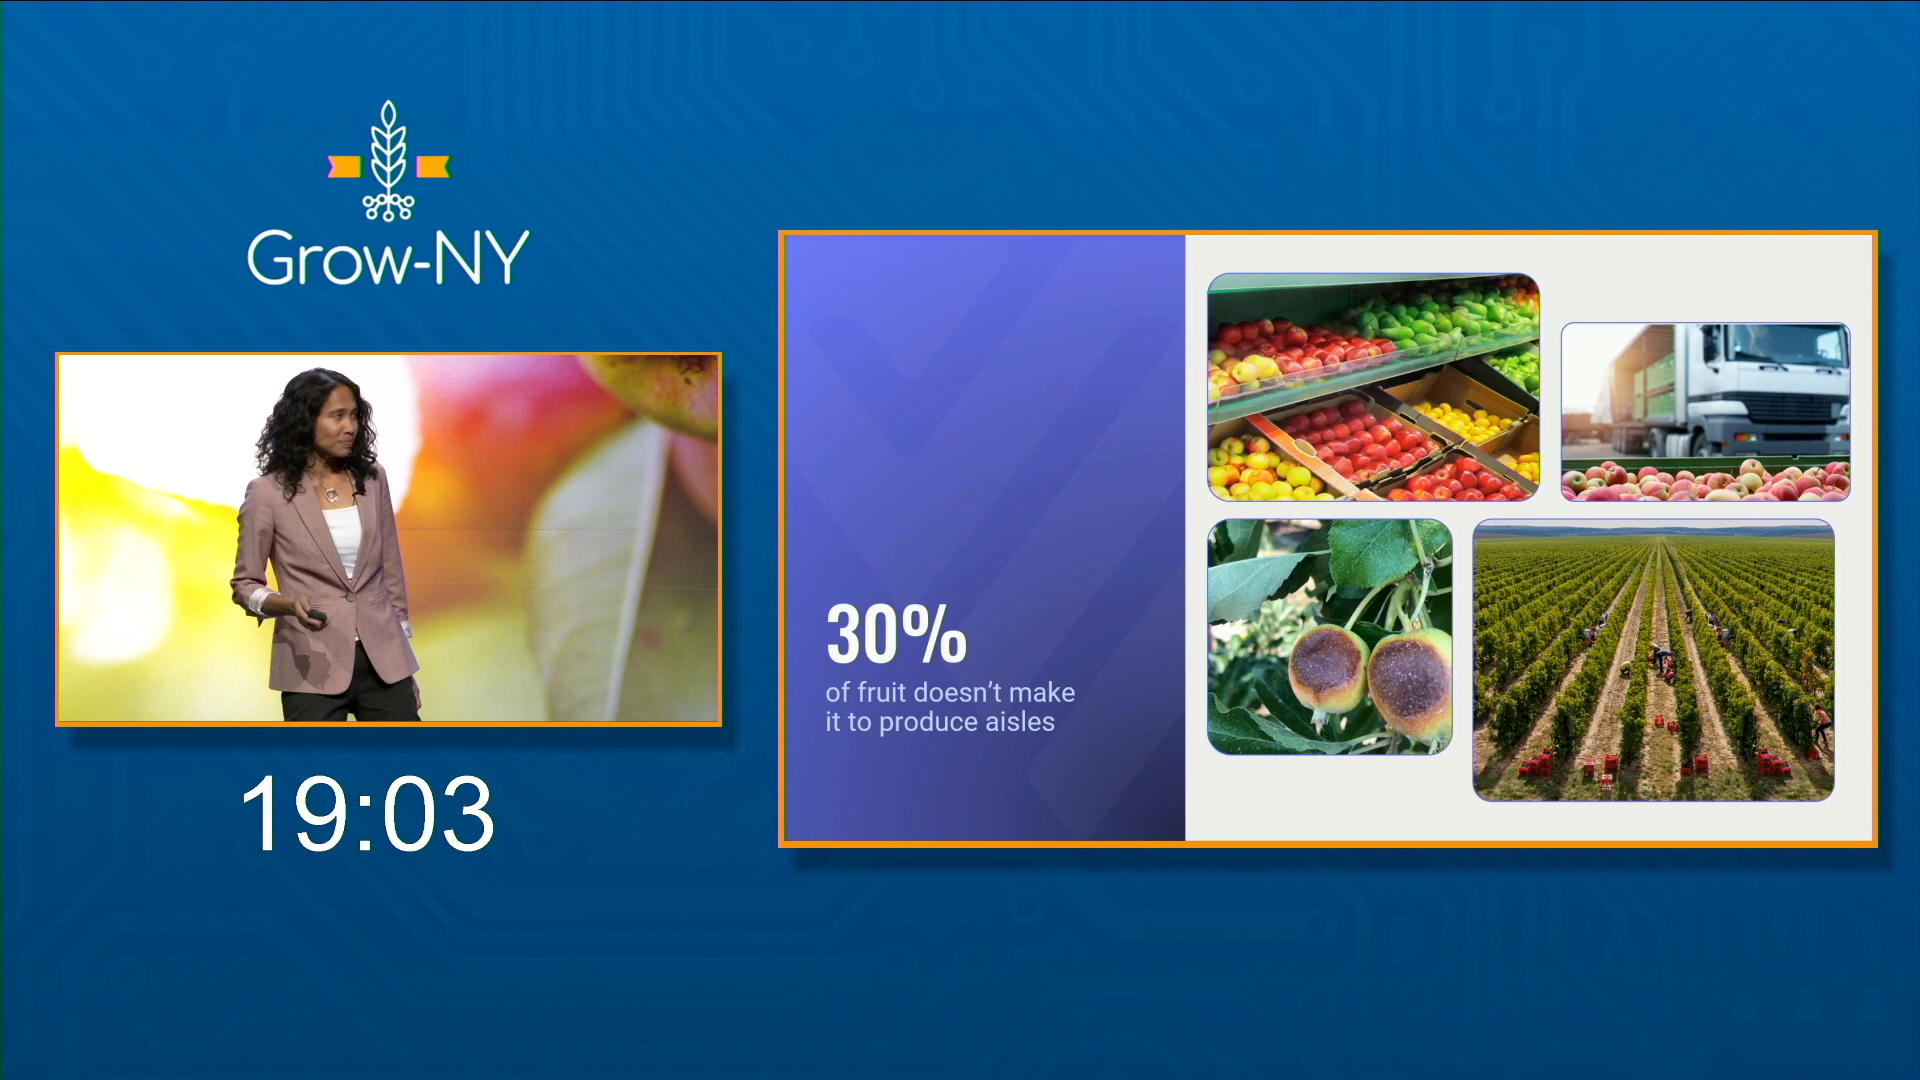 Grow-NY
19:03
30%
of fruit doesn't make
it to produce aisles